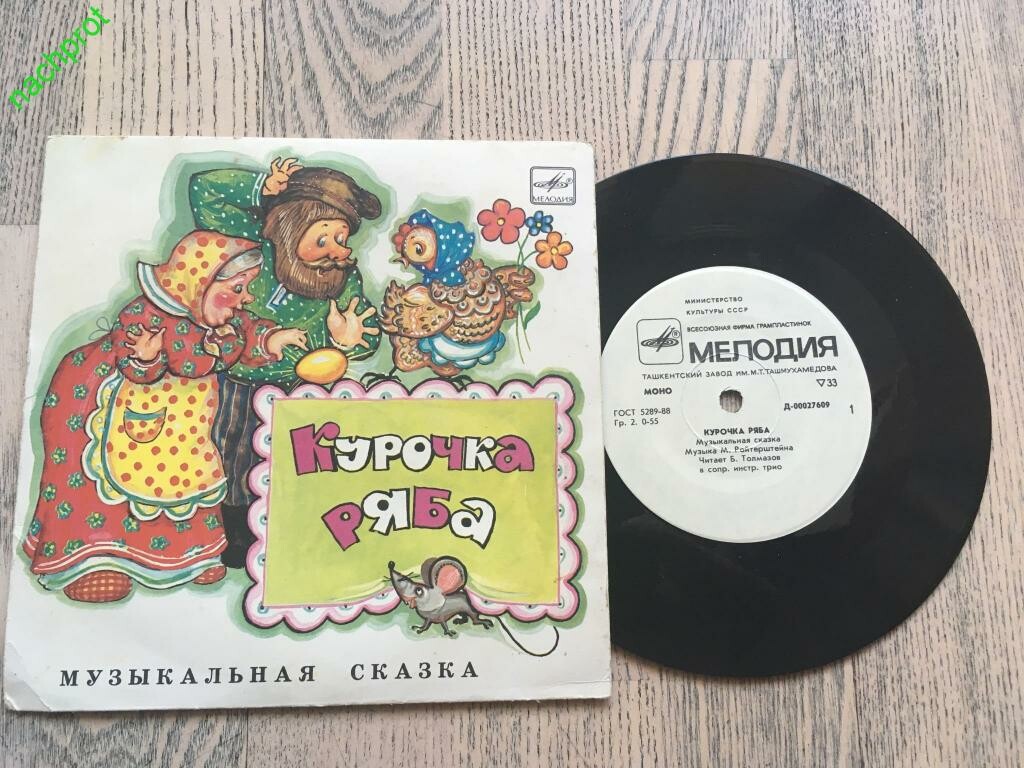 nachprot
МЕЛОДИЯ
Курочка
ряба
МУЗЫКАЛЬНАЯ СКАЗКА
МИНИСТЕРСТВО
КУЛЬТУРЫ СССР
ВСЕСОЮЗНАЯ ФИРМА ГРАМПЛАСТИНОК
МЕЛОДИЯ
ТАШКЕНТСКИЙ ЗАВОД ИМ. М.Т. ТАШМУХАМЕДОВА
МОНО
33
ГОСТ 5289-88
Гр. 2. 0-55
Д-00027609
1
КУРОЧКА РЯБА
Музыкальная сказка
Музыка М. Ройтерштейна
Читает Б. Толмазов
в сопр. инстр. трио